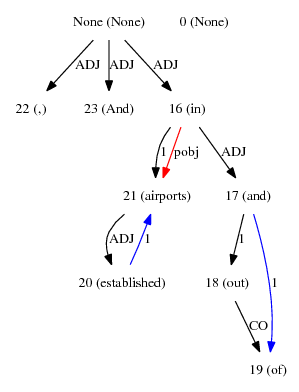 None (None) 0 (None)
ADJ ADJ ADJ
22 (,) 23 (And) 16 (in)
1 pobj ADJ
21 (airports) 17 (and)
ADJ 1 1 1
20 (established) 18 (out)
CO
19 (of)